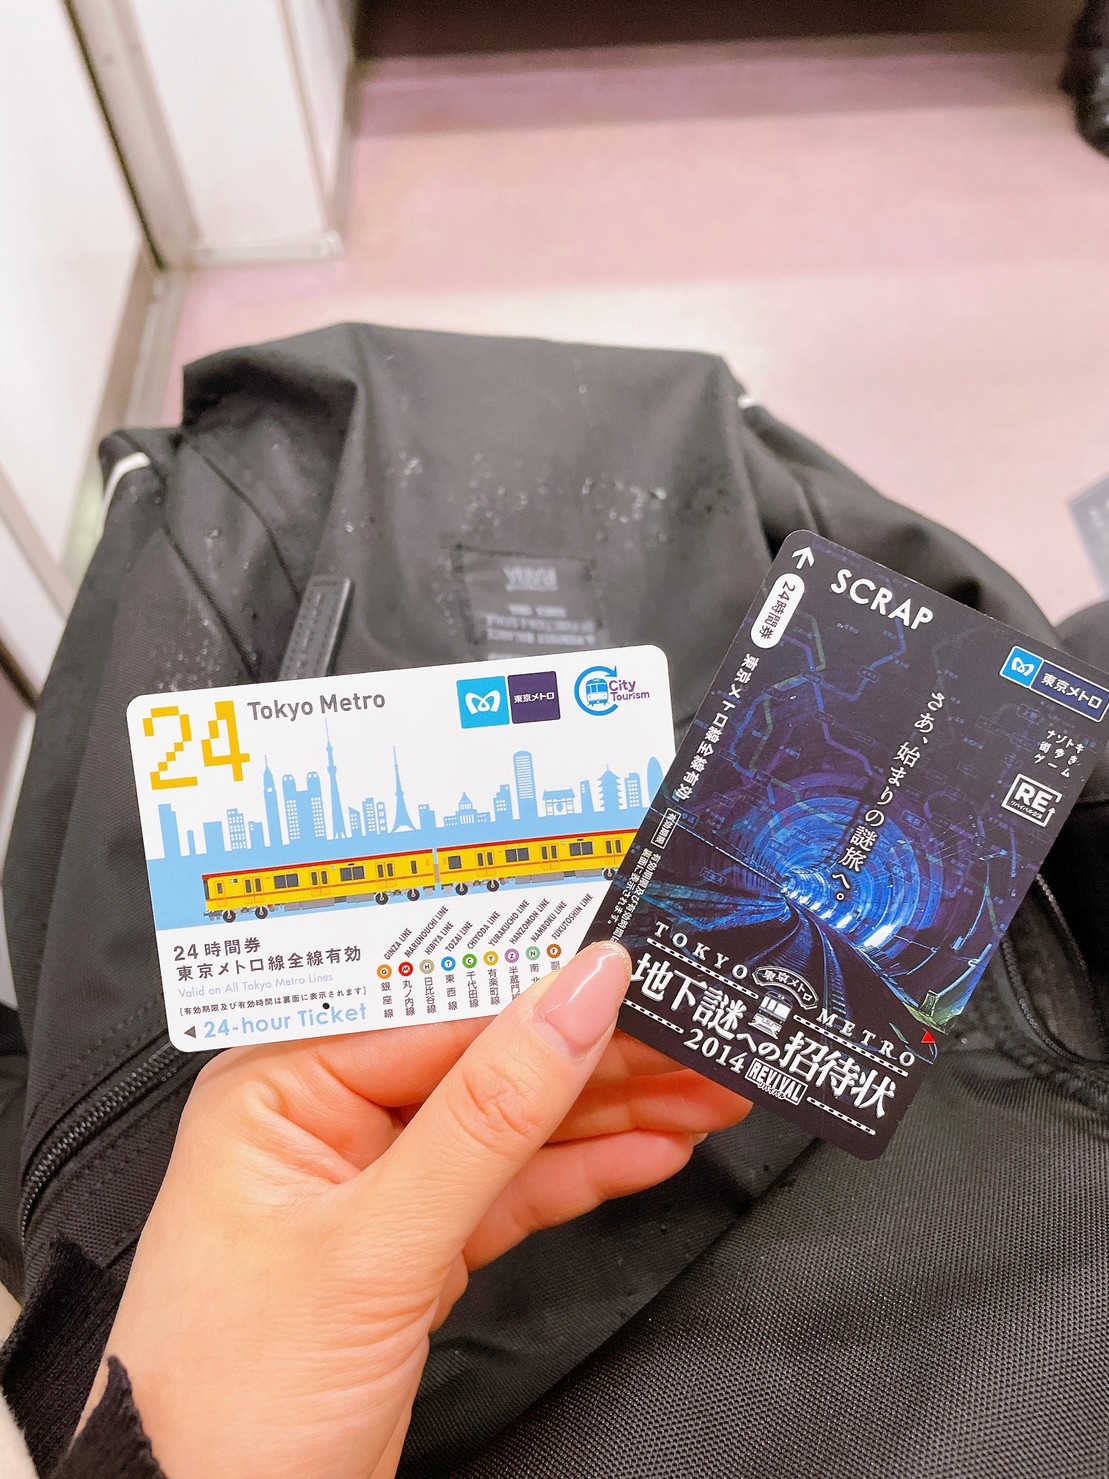 24
Tokyo Metro
東京メトロ
City
Tourism
GINZA LINE
MARUNOUCHI LINE
HIBIYA LINE
TOZAI LINE
CHIYODA LINE
YURAKUCHO LINE
HANZOMON LINE
NAMBOKU LINE
FUKUTOSHIN LINE
G
M
H
T
C
Y
Z
N
F
銀座線
丸ノ内線
日比谷線
東西線
千代田線
有楽町線
半蔵門
南
副
24時間券
東京メトロ線全線有効
Valid on All Tokyo Metro Lines
[有効期限及び有効時間は裏面に表示されます]
24-hour Ticket
SCRAP
24時間券
東京メトロ線全線有効
有効期間
東京メトロ
ナゾトキ
街歩き
ゲーム
RE
さあ、始まりの謎旅へ。
TOKYO METRO
東京メトロ
地下謎への招待状
2014
REVIVAL